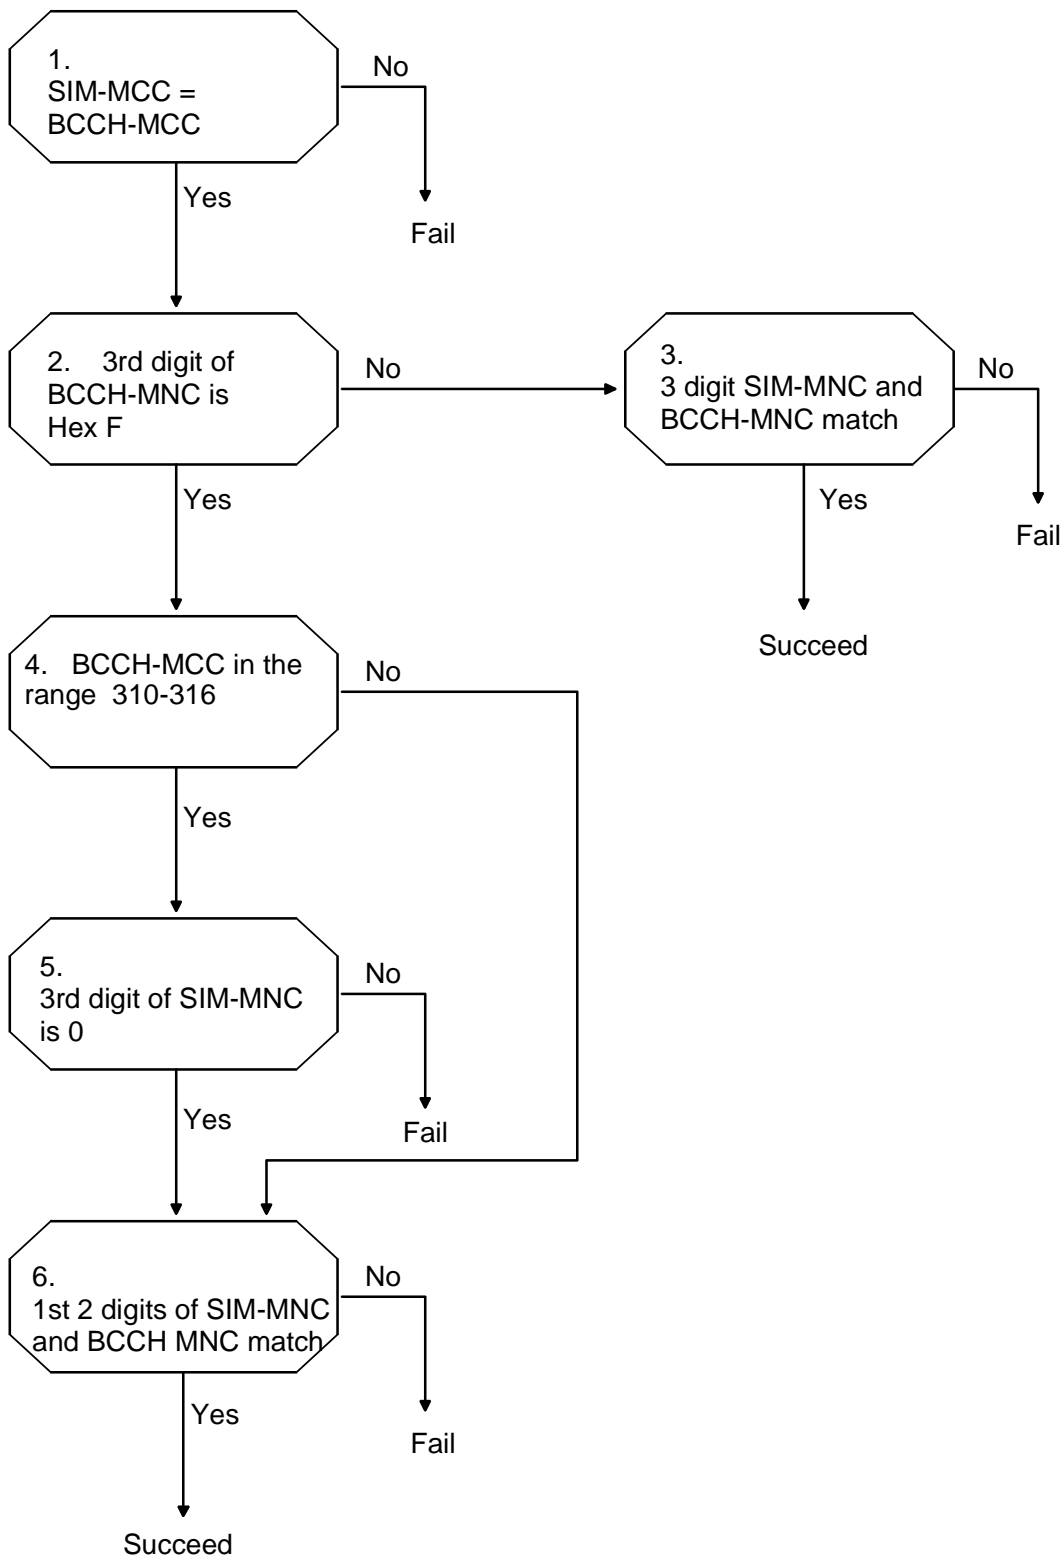 1.
SIM-MCC =
BCCH-MCC
No
Yes
Fail
2. 3rd digit of
BCCH-MNC is
Hex F
No
3.
3 digit SIM-MNC and
BCCH-MNC match
No
Yes
Yes
Fail
Succeed
4. BCCH-MCC in the
range 310-316
No
Yes
5.
3rd digit of SIM-MNC
is 0
No
Yes
Fail
6.
1st 2 digits of SIM-MNC
and BCCH MNC match
No
Yes
Fail
Succeed